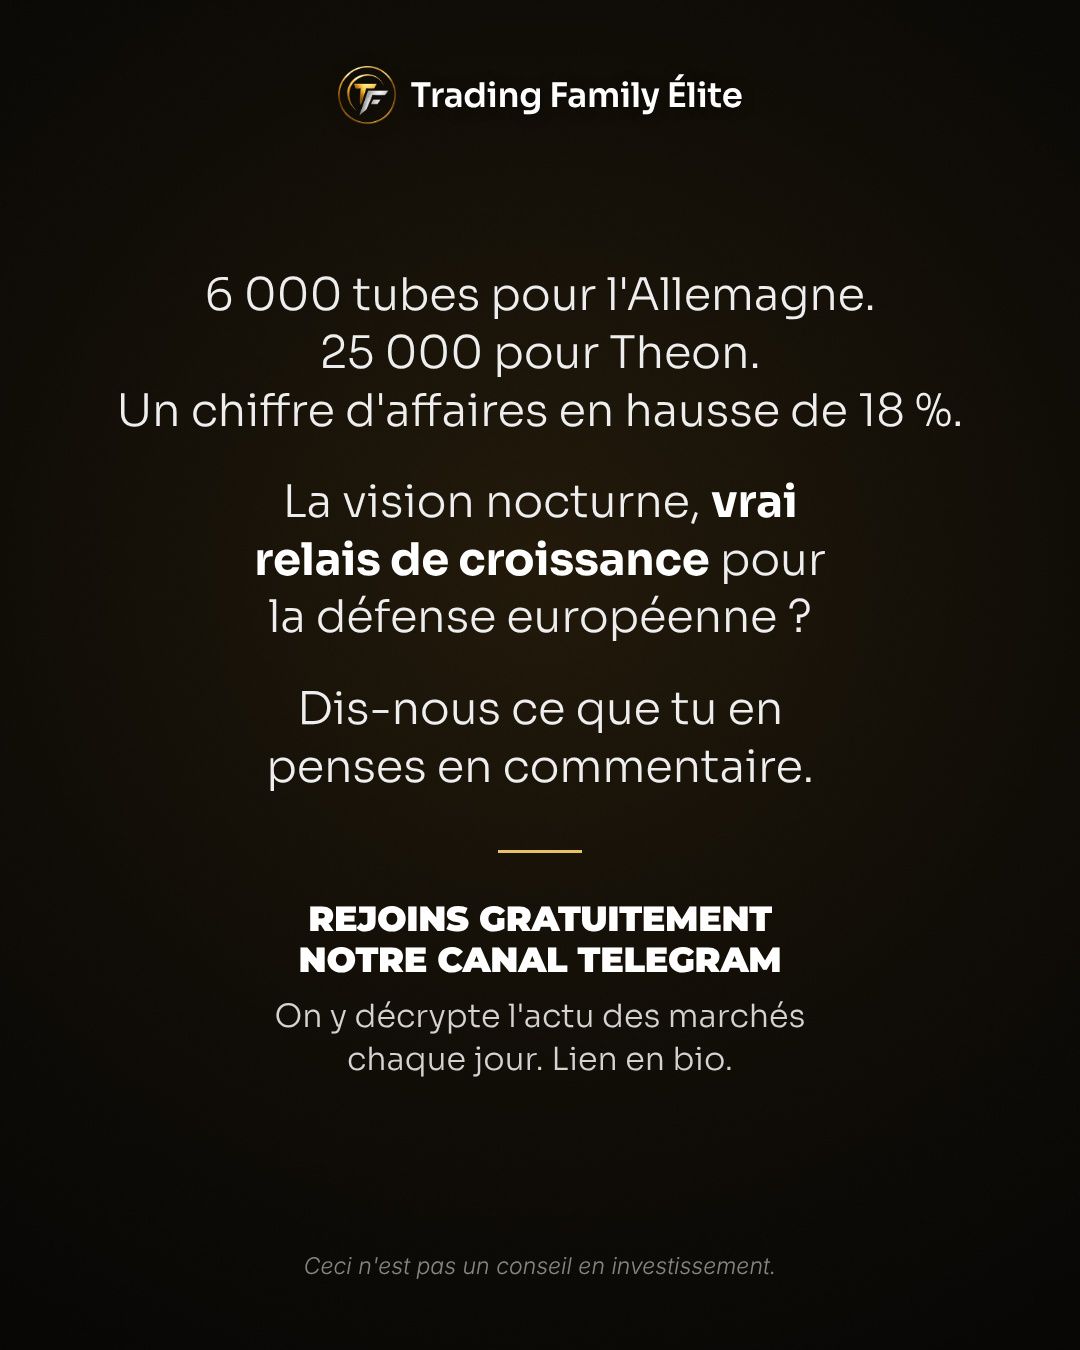 TF Trading Family Élite
6 000 tubes pour l'Allemagne.
25 000 pour Theon.
Un chiffre d'affaires en hausse de 18 %.
La vision nocturne, vrai
relais de croissance pour
la défense européenne ?
Dis-nous ce que tu en
penses en commentaire.
REJOINS GRATUITEMENT
NOTRE CANAL TELEGRAM
On y décrypte l'actu des marchés
chaque jour. Lien en bio.
Ceci n'est pas un conseil en investissement.